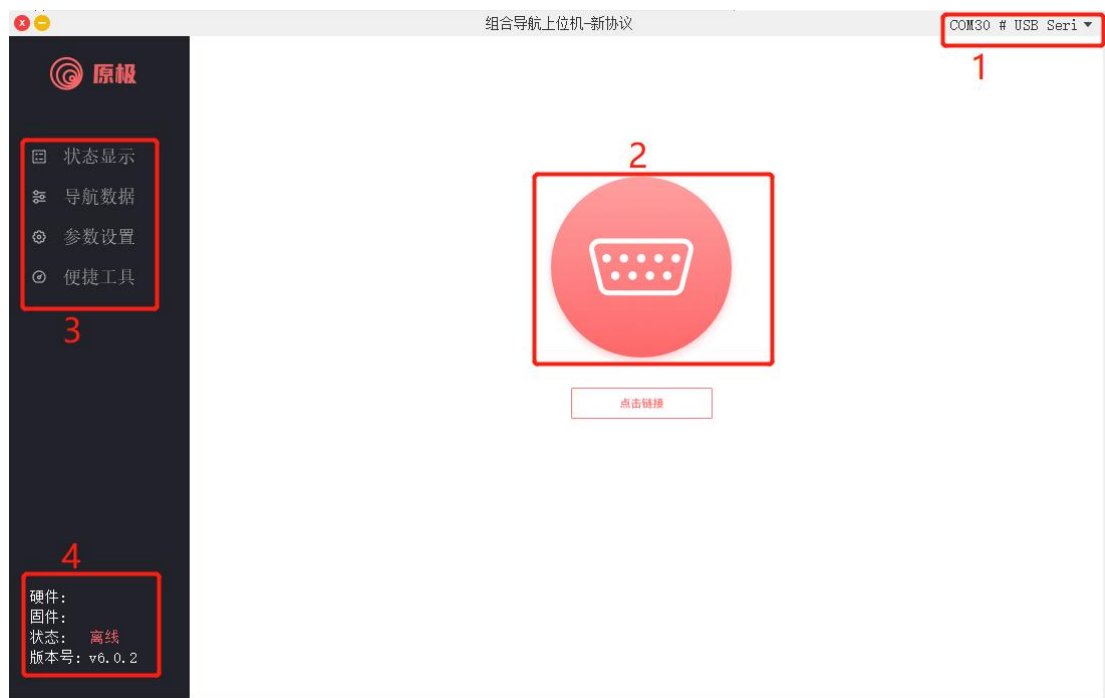 组合导航上位机-新协议
COM30 # USB Seri
1
原极
状态显示
导航数据
参数设置
便捷工具
3
2
点击链接
4
硬件:
固件:
状态: 离线
版本号: v6.0.2